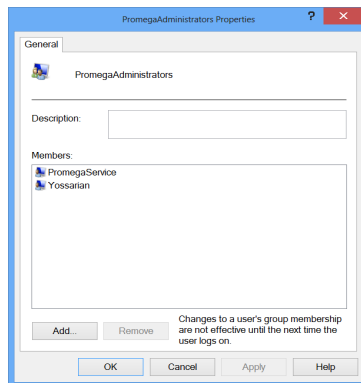 PromegaAdministrators Properties
?
General
PromegaAdministrators
Description:
Members:
PromegaService
Yossarian
Add...
Remove
Changes to a user's group membership
are not effective until the next time the
user logs on.
OK
Cancel
Apply
Help